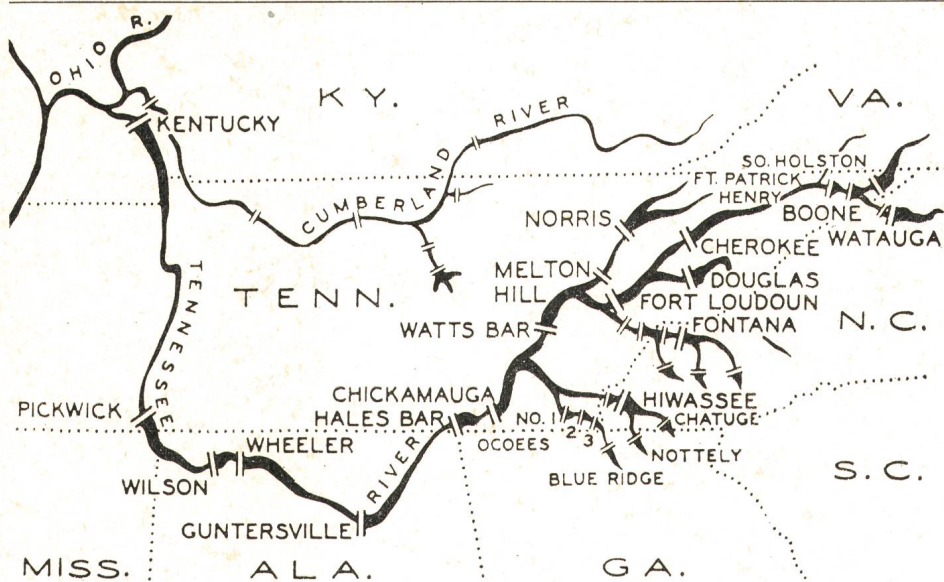 OHIO R.
KY.
VA.
KENTUCKY
CUMBERLAND RIVER
SO. HOLSTON
FT. PATRICK
HENRY
BOONE
WATAUGA
NORRIS
CHEROKEE
MELTON
HILL
DOUGLAS
FORT LOUDOUN
FONTANA
TENN.
N. C.
WATTS BAR
TENNESSEE
RIVER
PICKWICK
CHICKAMAUGA
HALES BAR
HIWASSEE
CHATUGE
NO. 1
2
3
OCOEES
NOTTELY
BLUE RIDGE
WHEELER
WILSON
GUNTERSVILLE
S. C.
MISS.
ALA.
GA.